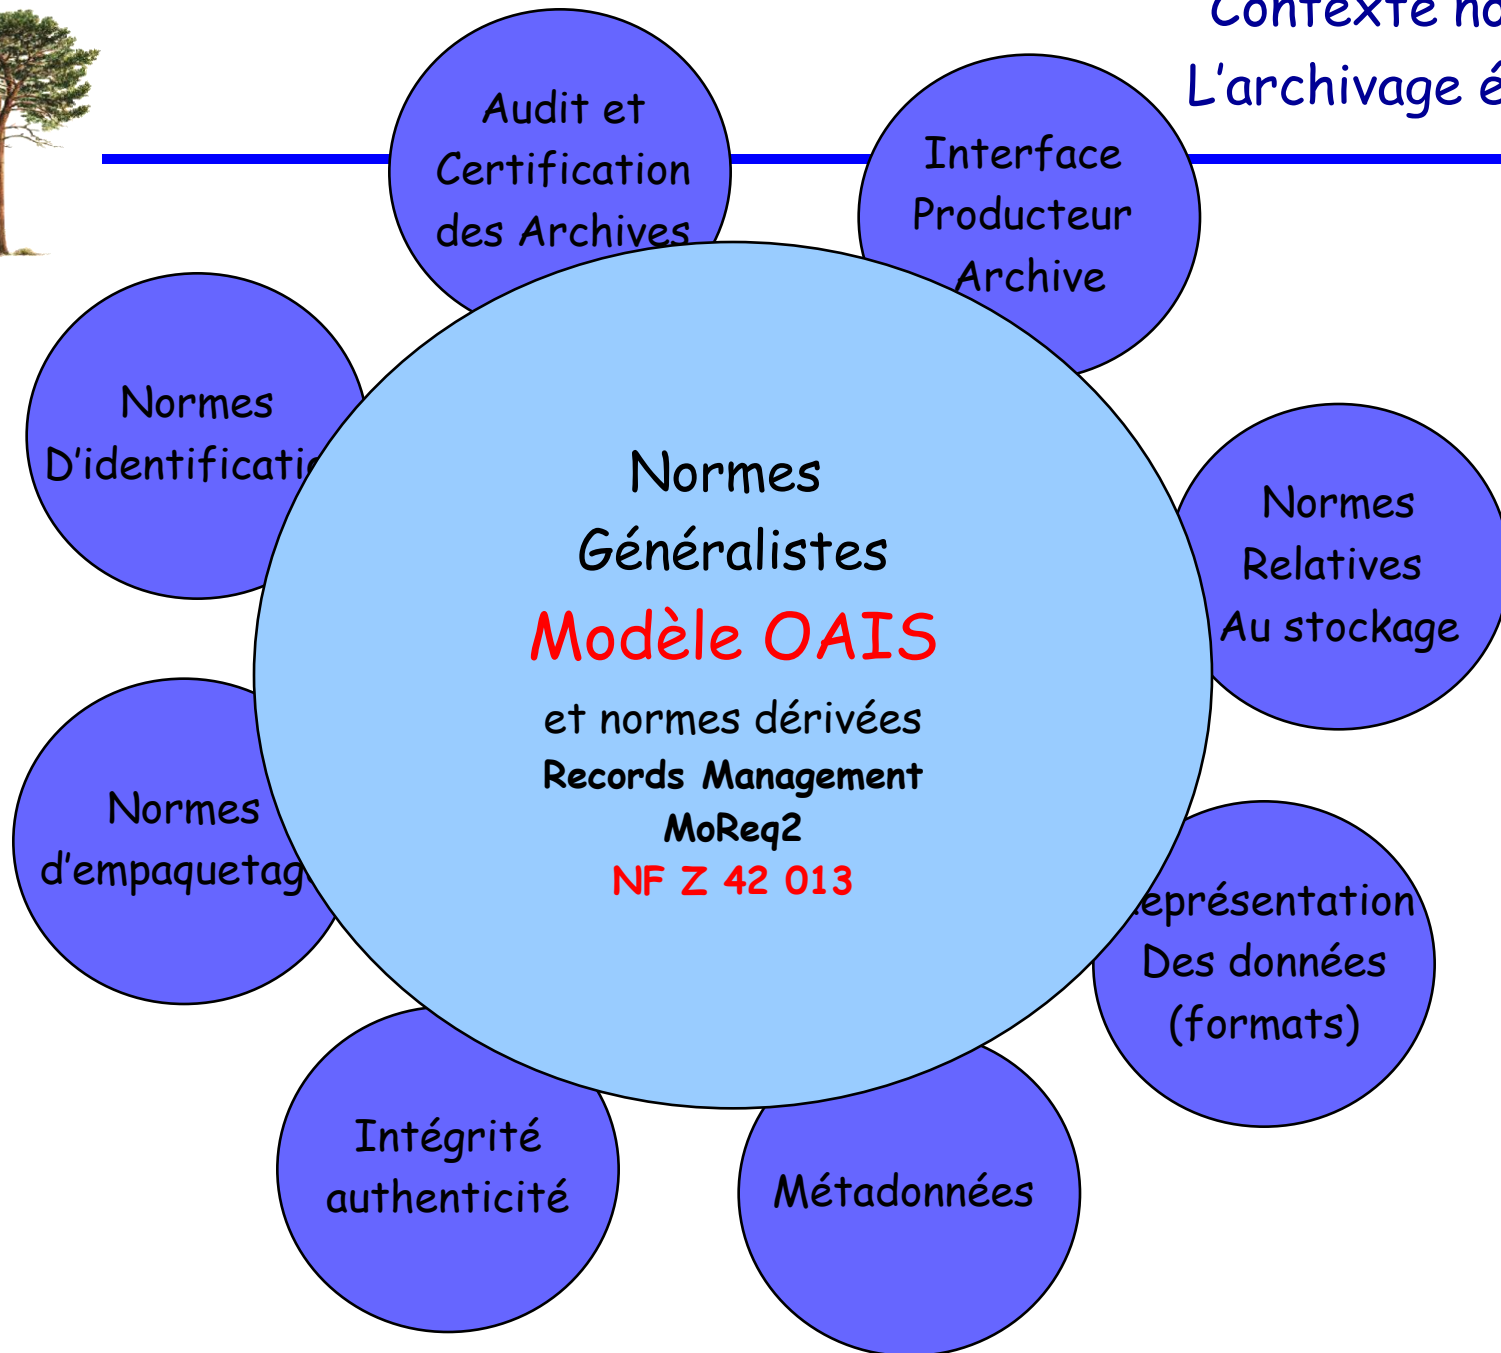 Contexte
L'archivage
Audit et
Certification
des Archives
Interface
Producteur
Archive
Normes
D'identificatio
Normes
Relatives
Au stockage
Normes
Généralistes
Modèle OAIS
et normes dérivées
Records Management
MoReq2
NF Z 42 013
Normes
d'empaquetag
eprésentation
Des données
(formats)
Intégrité
authenticité
Métadonnées